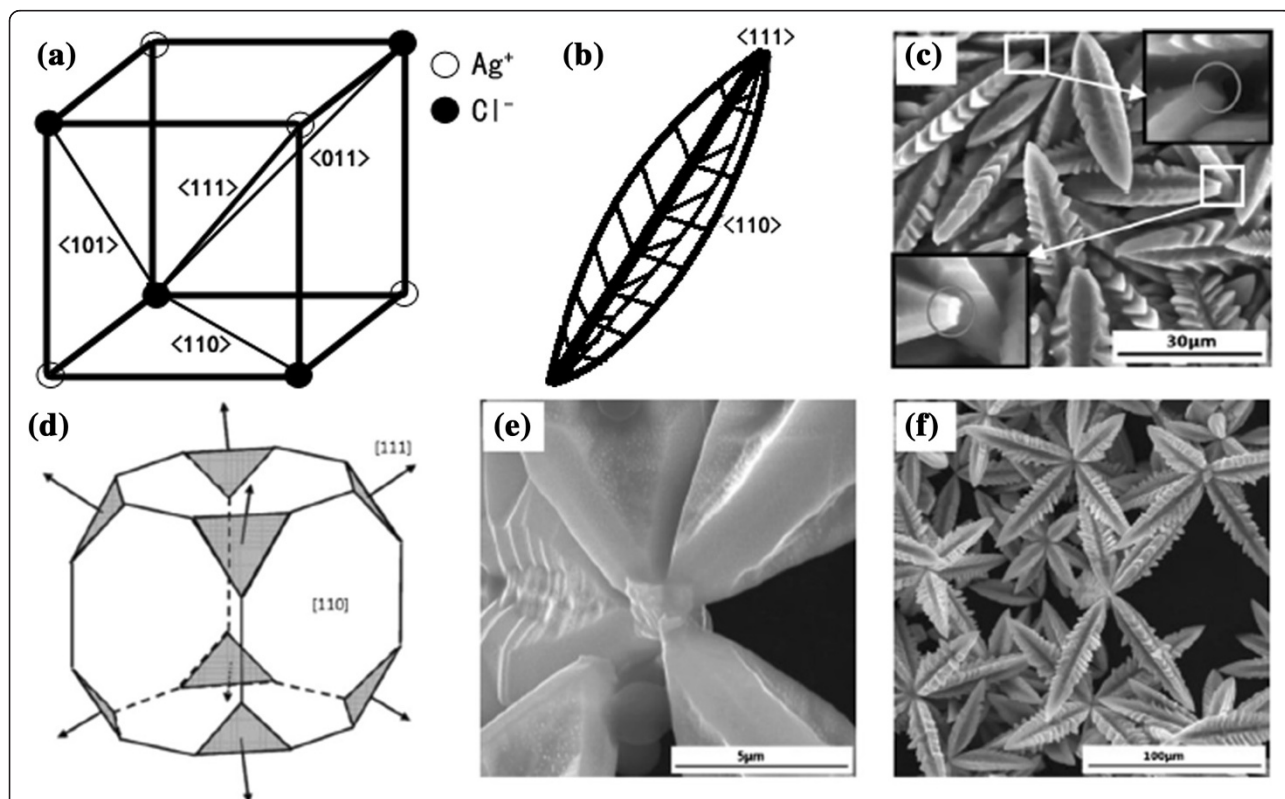 (a)
Ag⁺
Cl⁻
<011>
<111>
<101>
<110>
(b)
<111>
<110>
(c)
30μm
(d)
[111]
[110]
(e)
5μm
(f)
100μm